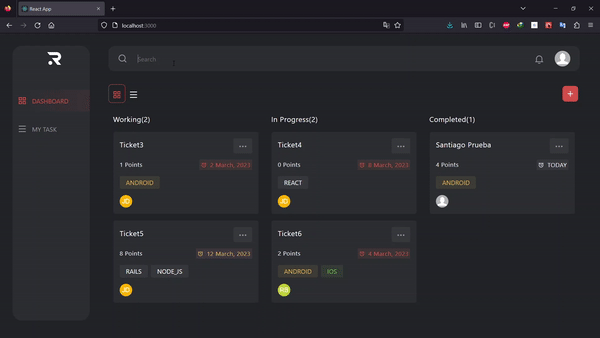 React App
localhost:3000
Search
DASHBOARD
MY TASK
Working(2)
In Progress(2)
Completed(1)
Ticket3
1 Points
2 March, 2023
ANDROID
JD
Ticket4
0 Points
8 March, 2023
REACT
JD
Santiago Prueba
4 Points
TODAY
ANDROID
Ticket5
8 Points
12 March, 2023
RAILS NODE_JS
JD
Ticket6
2 Points
4 March, 2023
ANDROID IOS
RB